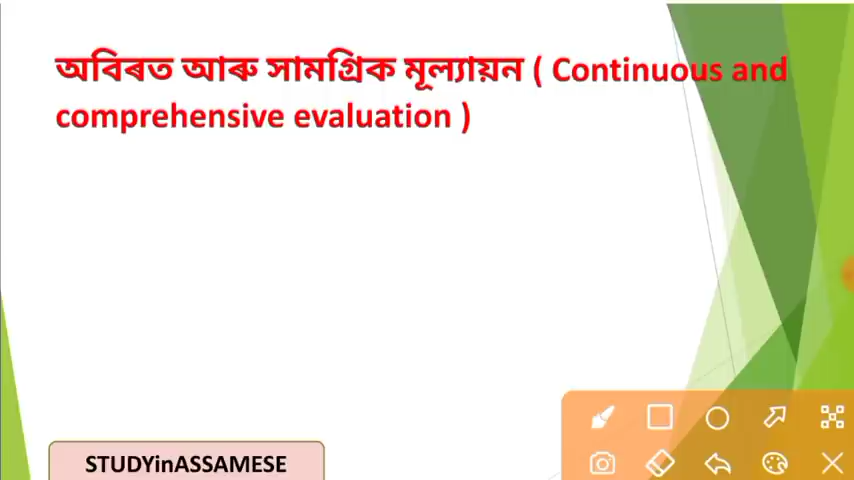 অবিৰত আৰু সামগ্ৰিক মূল্যায়ন ( Continuous and
comprehensive evaluation )
STUDYinASSAMESE